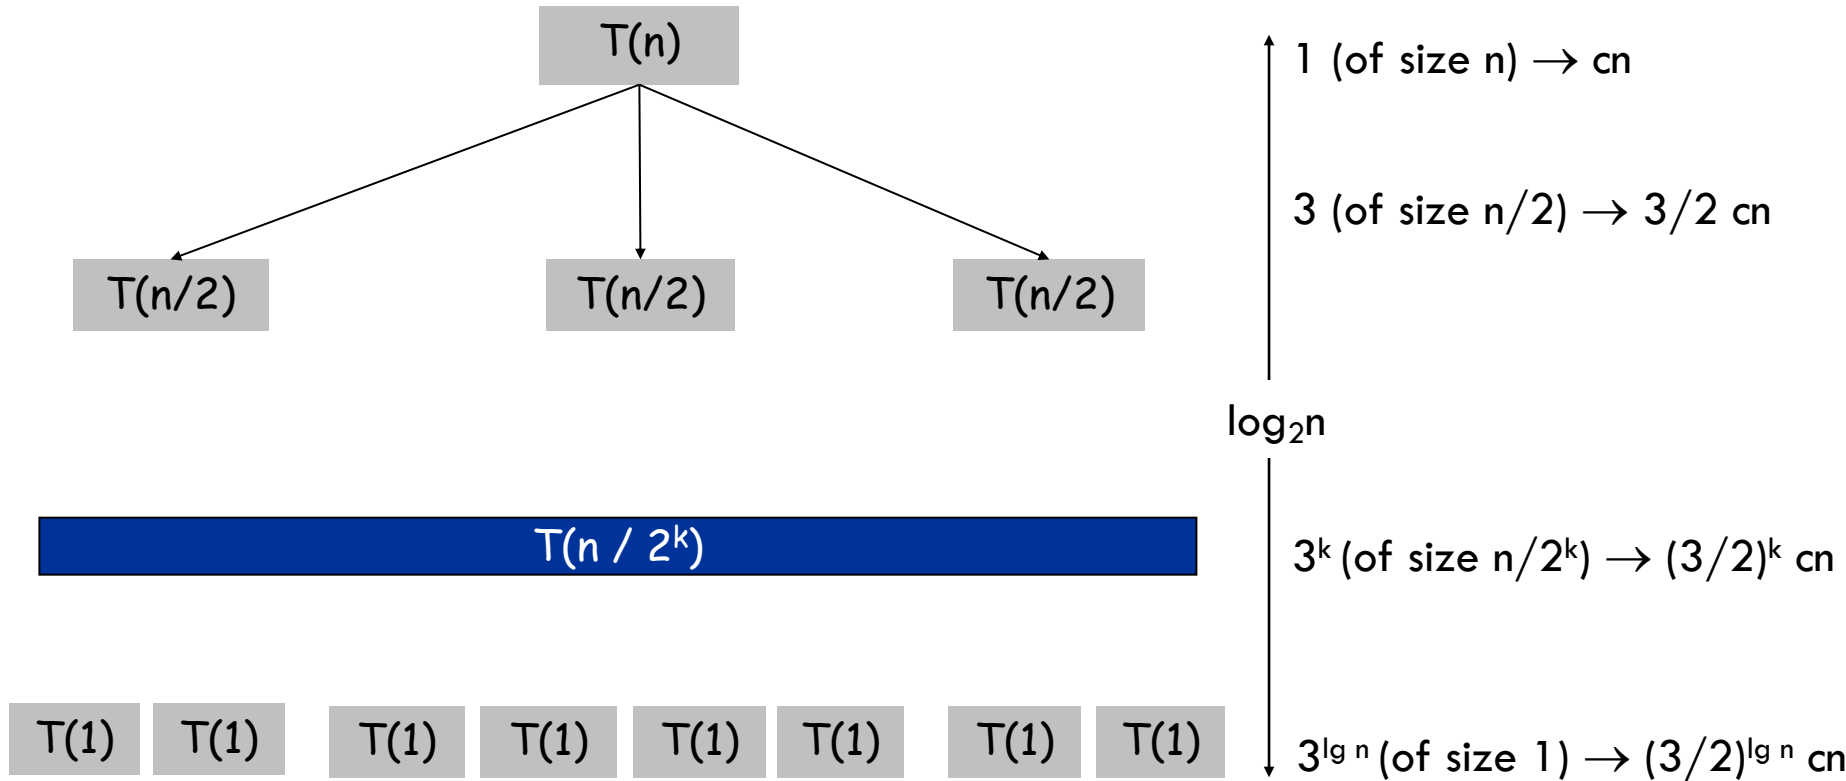 T(n)
1 (of size n) → cn
3 (of size n/2) → 3/2 cn
T(n/2) T(n/2) T(n/2)
log₂n
T(n / 2ᵏ)
3ᵏ (of size n/2ᵏ) → (3/2)ᵏ cn
T(1) T(1) T(1) T(1) T(1) T(1) T(1) T(1)
3^lg n (of size 1) → (3/2)^lg n cn